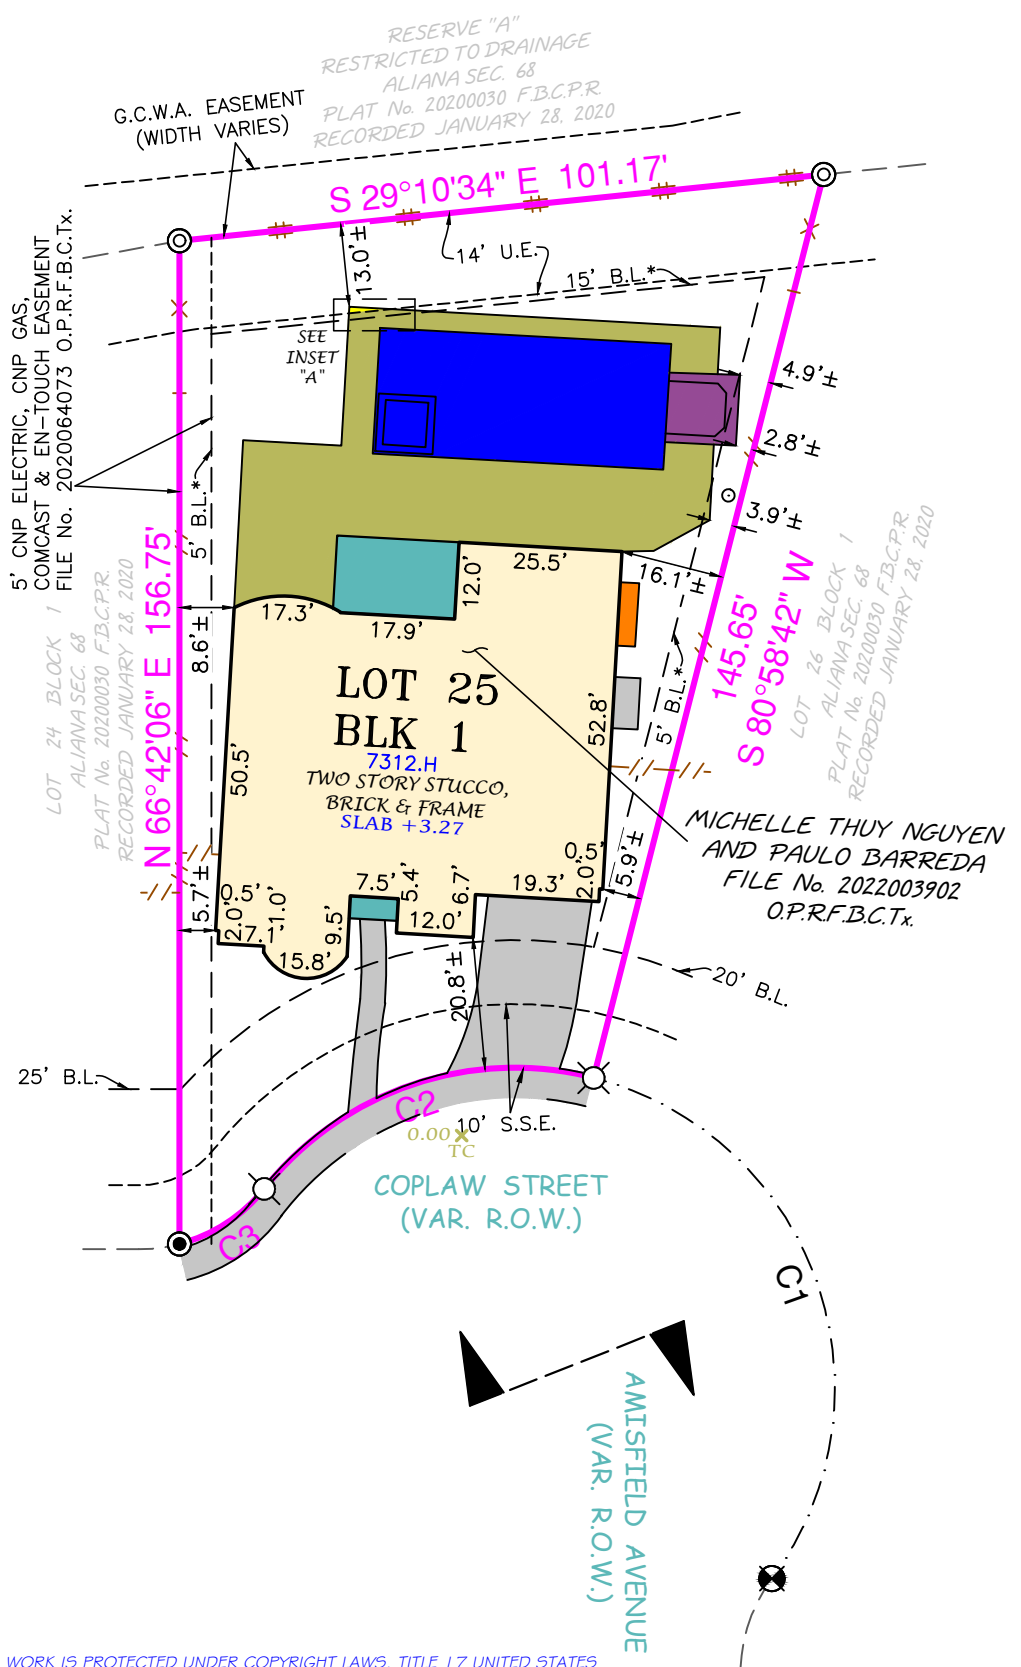 RESERVE "A"
RESTRICTED TO DRAINAGE
ALIANA SEC. 68
PLAT No. 20200030 F.B.C.P.R.
RECORDED JANUARY 28, 2020
G.C.W.A. EASEMENT
(WIDTH VARIES)
S 29°10'34" E 101.17'
5' CNP ELECTRIC, CNP GAS,
COMCAST & EN-TOUCH EASEMENT
FILE No. 2020064073 O.P.R.F.B.C.Tx.
13.0'±
14' U.E.
15' B.L.*
SEE
INSET
"A"
4.9'±
2.8'±
3.9'±
5' B.L.*
16.1'±
25.5'
12.0'
17.3'
17.9'
8.6'±
N 66°42'06" E 156.75'
LOT 24 BLOCK 1
ALIANA SEC. 68
PLAT No. 20200030 F.B.C.P.R.
RECORDED JANUARY 28, 2020
145.65'
S 80°58'42" W
LOT 26 BLOCK 1
ALIANA SEC. 68
PLAT No. 20200030 F.B.C.P.R.
RECORDED JANUARY 28, 2020
5' B.L.*
LOT 25
BLK 1
7312.H
TWO STORY STUCCO,
BRICK & FRAME
SLAB +3.27
50.5'
52.8'
MICHELLE THUY NGUYEN
AND PAULO BARREDA
FILE No. 2022003902
O.P.R.F.B.C.Tx.
0.5'
2.0'
5.9'±
19.3'
6.7'
5.4'
7.5'
12.0'
9.5'
5.7'±
0.5'
2.0'
1.0'
7.1'
15.8'
20.8'±
20' B.L.
25' B.L.
C2
10' S.S.E.
0.00
TC
COPLAW STREET
(VAR. R.O.W.)
C3
C1
AMISFIELD AVENUE
(VAR. R.O.W.)
WORK IS PROTECTED UNDER COPYRIGHT LAWS, TITLE 17 UNITED STATES